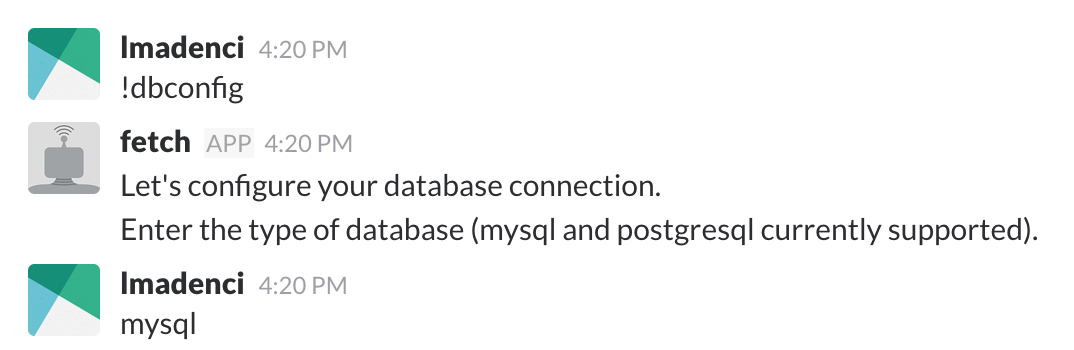 lmadenci 4:20 PM
!dbconfig
fetch APP 4:20 PM
Let's configure your database connection.
Enter the type of database (mysql and postgresql currently supported).
lmadenci 4:20 PM
mysql